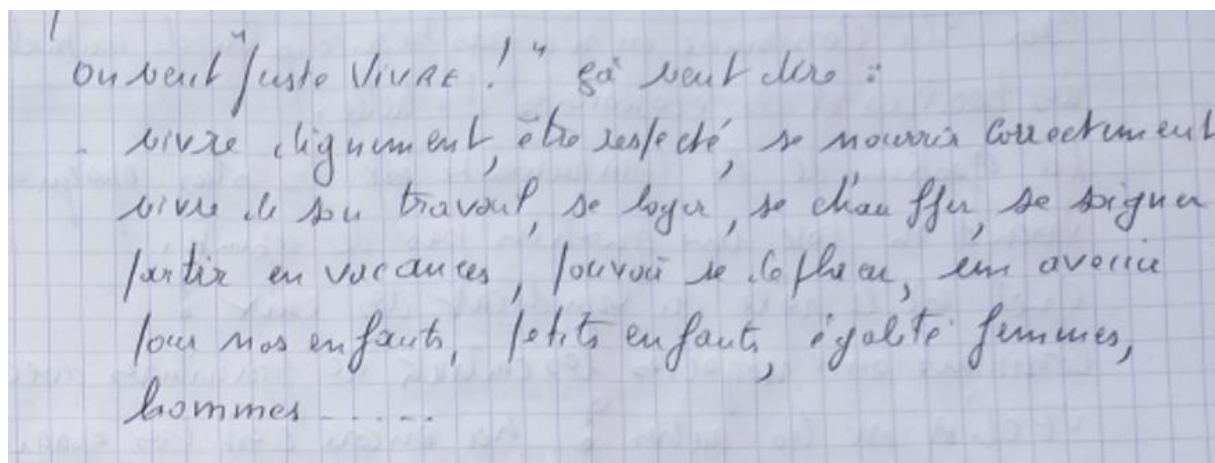 on veut "juste VIVRE ! " ça veut dire :
- vivre dignement, être respecté, se nourrir correctement
vivre de son travail, se loger, se chauffer, se soigner
partir en vacances, pouvoir se déplacer, un avenir
pour nos enfants, petits enfants, égalité femmes,
hommes .....